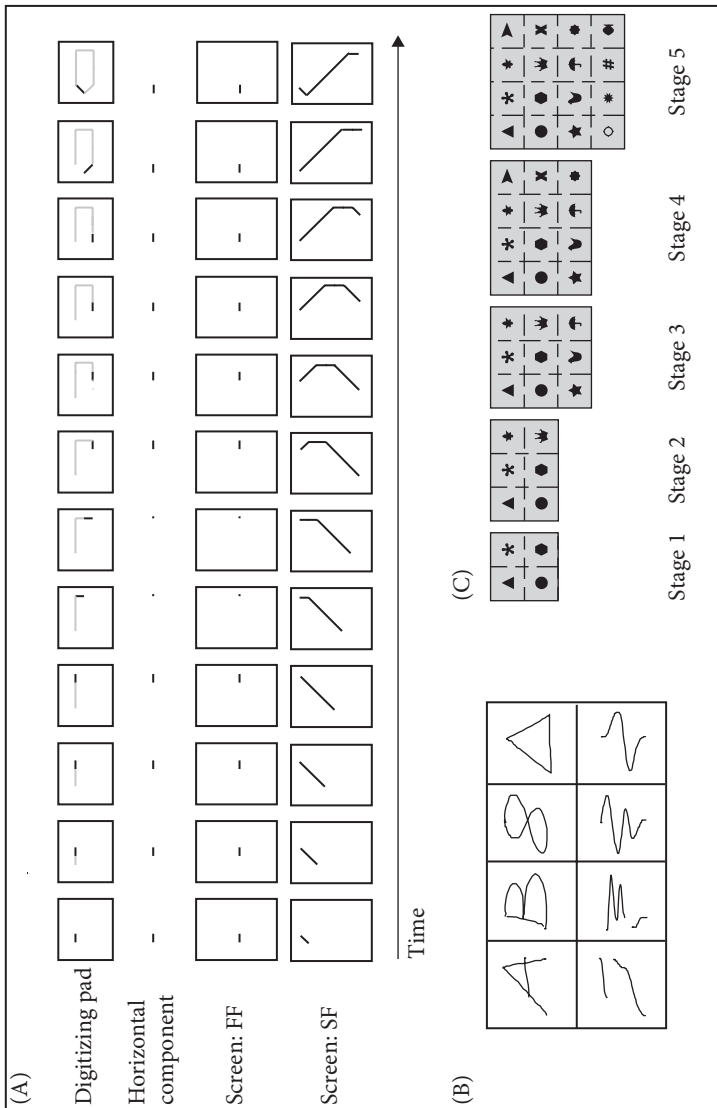 (A)
Digitizing pad
Horizontal
component
Screen: FF
Screen: SF
Time
(B)
A B 8
(C)
Stage 1
Stage 2
Stage 3
Stage 4
Stage 5
#